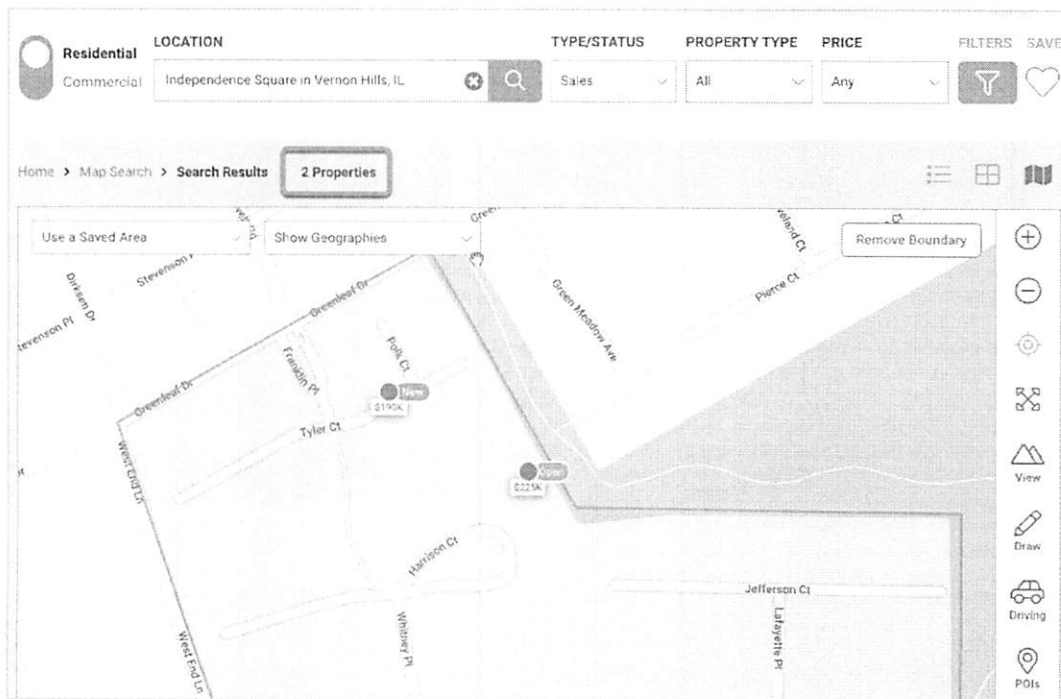 Residential
Commercial
LOCATION
Independence Square in Vernon Hills, IL
TYPE/STATUS
Sales
PROPERTY TYPE
All
PRICE
Any
FILTERS
SAVE
Home > Map Search > Search Results
2 Properties
Use a Saved Area
Show Geographies
Remove Boundary
Stevenson
Dirksen Dr
Greenleaf Dr
Green Meadow Ave
Pierce Ct
Franklin Pl
Polk Ct
New
$190K
Greenleaf Dr
Tyler Ct
West End Ln
Open
$225K
Harrison Ct
Jefferson Ct
Whitney Pl
Lafayette Pl
West End Ln
View
Draw
Driving
POIs